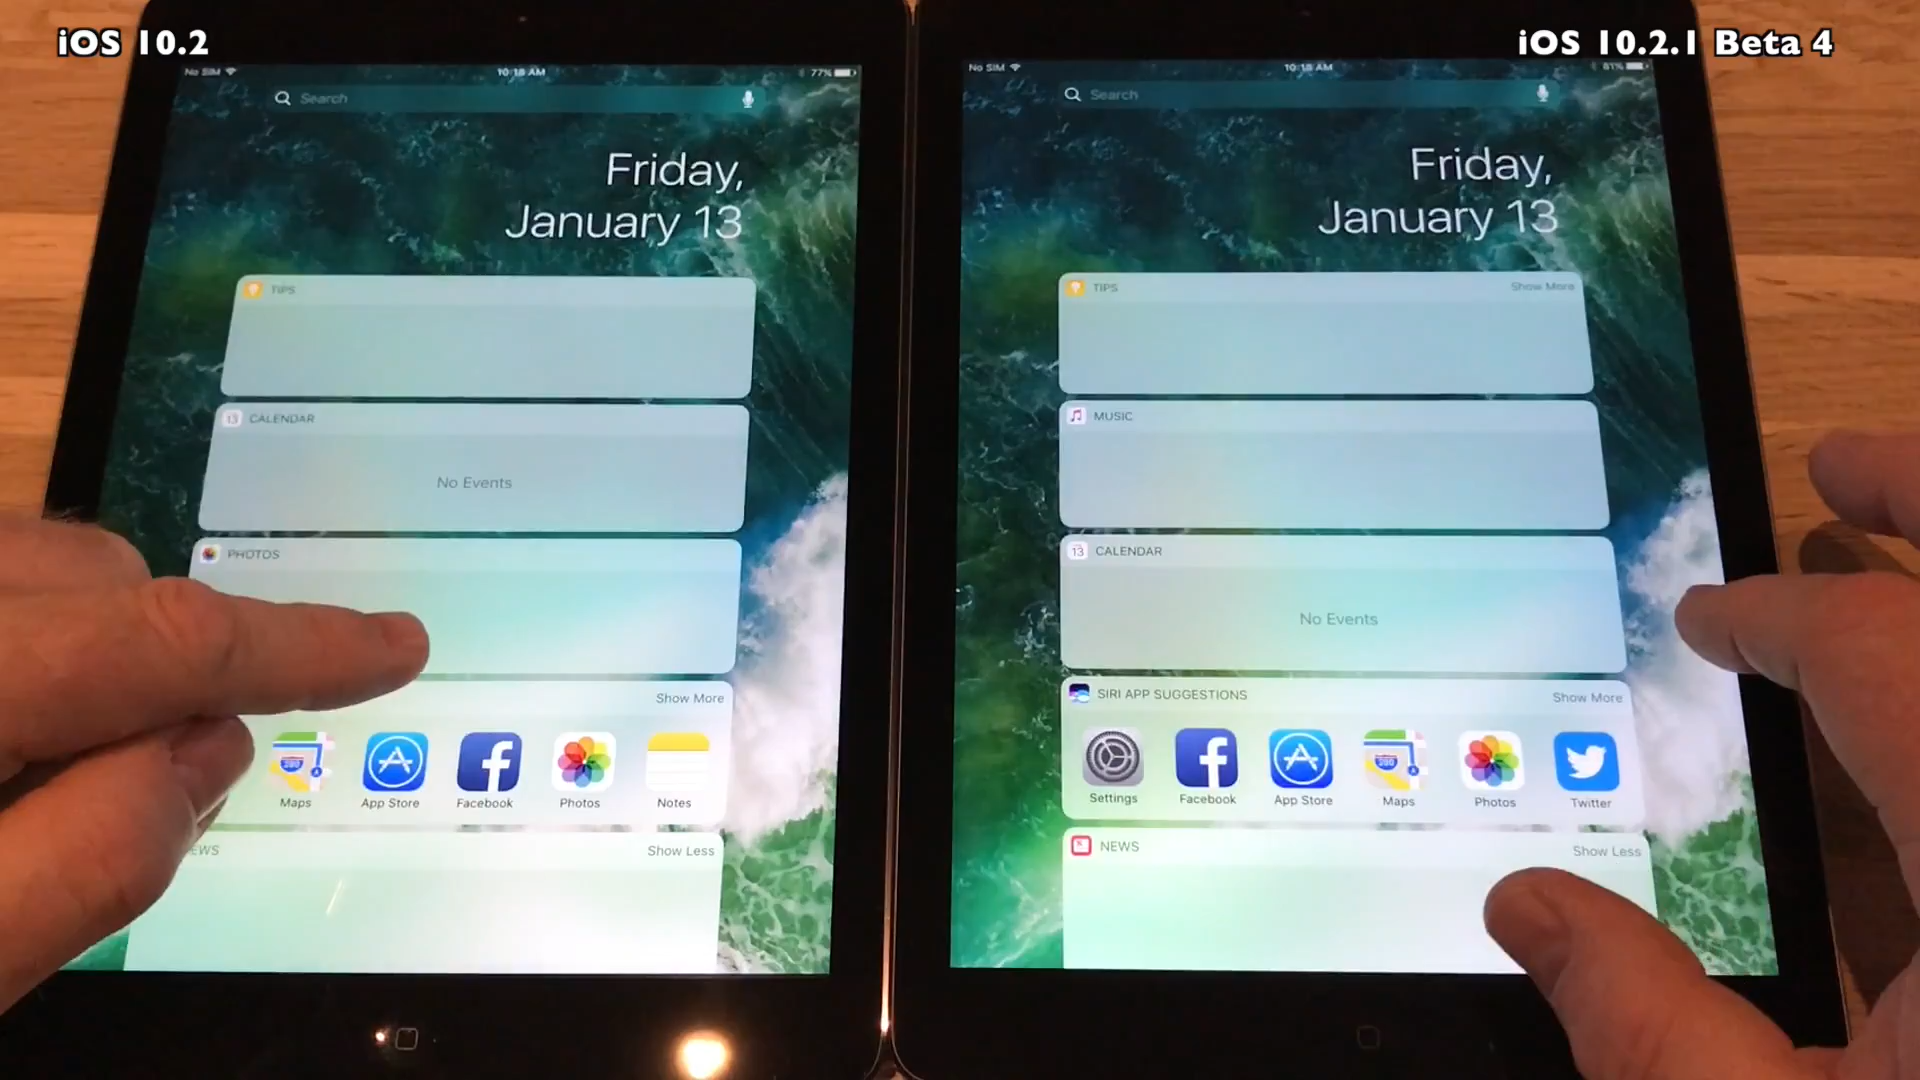 iOS 10.2
iOS 10.2.1 Beta 4
No SIM
10:18 AM
77%
Search
Friday,
January 13
TIPS
CALENDAR
No Events
PHOTOS
Show More
Maps
App Store
Facebook
Photos
Notes
EWS
Show Less
No SIM
10:18 AM
81%
Search
Friday,
January 13
TIPS
Show More
MUSIC
13
CALENDAR
No Events
SIRI APP SUGGESTIONS
Show More
Settings
Facebook
App Store
Maps
Photos
Twitter
NEWS
Show Less